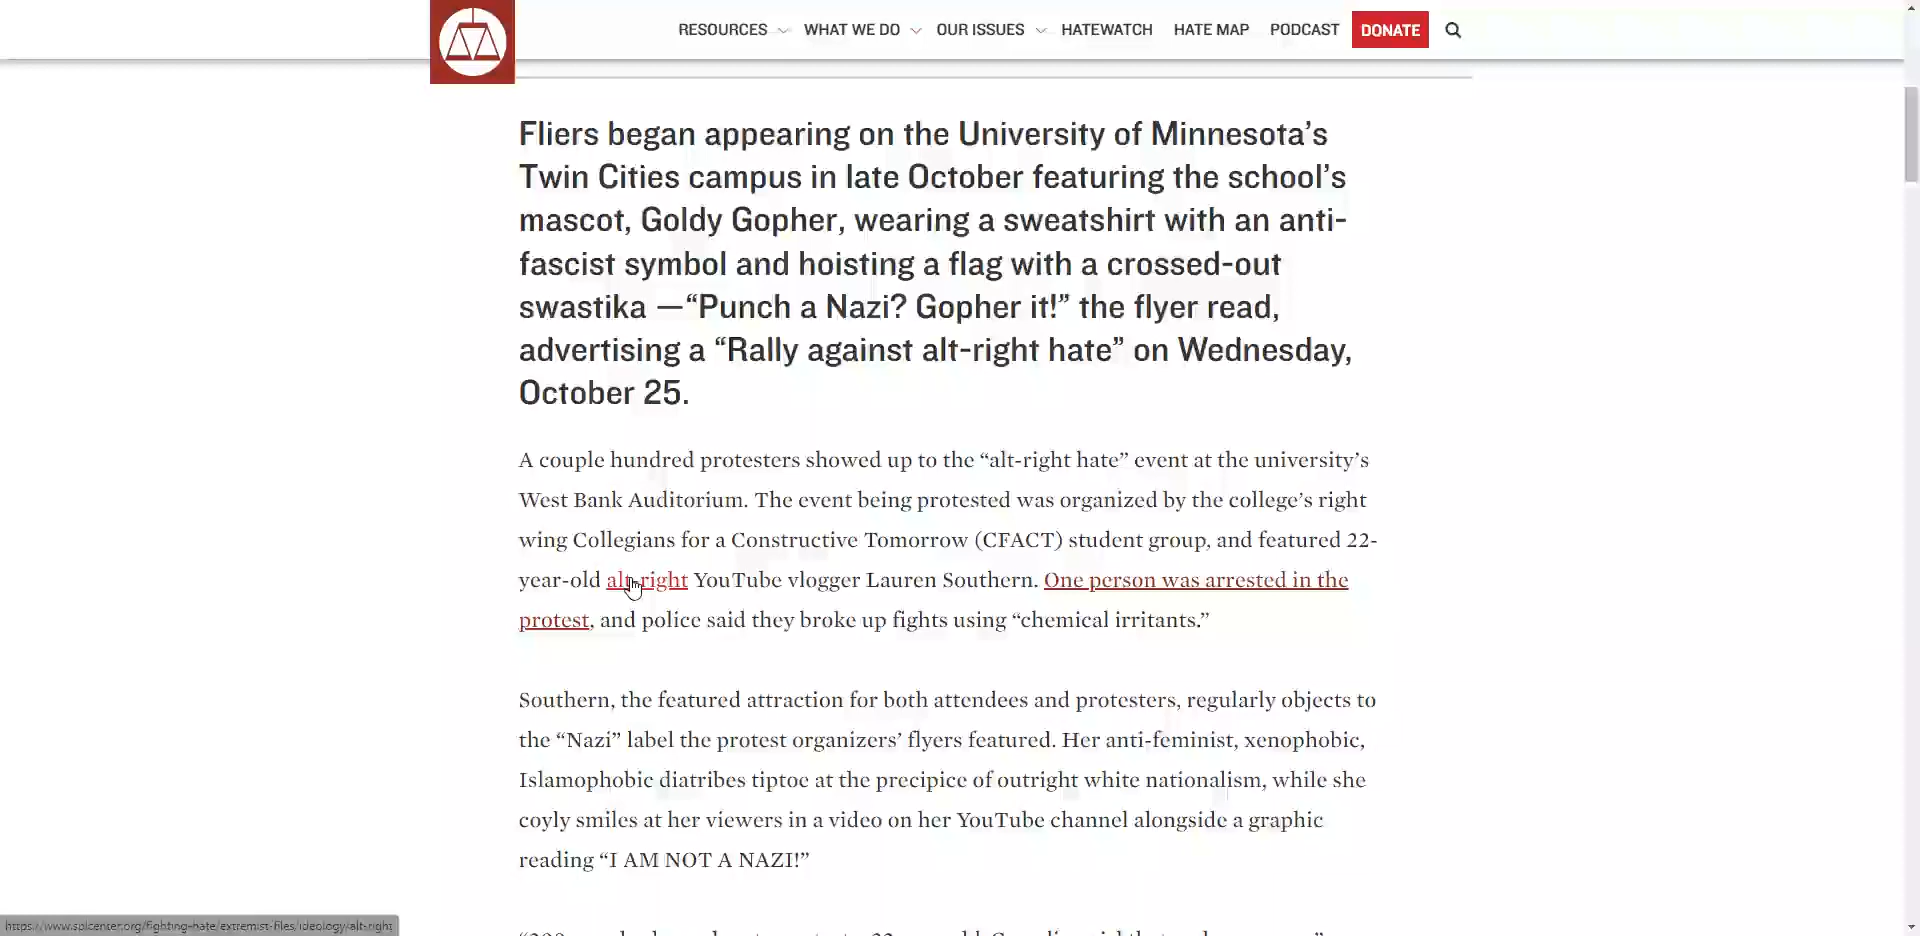 RESOURCES WHAT WE DO OUR ISSUES HATEWATCH HATE MAP PODCAST DONATE
Fliers began appearing on the University of Minnesota’s
Twin Cities campus in late October featuring the school’s
mascot, Goldy Gopher, wearing a sweatshirt with an anti-
fascist symbol and hoisting a flag with a crossed-out
swastika —“Punch a Nazi? Gopher it!” the flyer read,
advertising a “Rally against alt-right hate” on Wednesday,
October 25.
A couple hundred protesters showed up to the “alt-right hate” event at the university’s
West Bank Auditorium. The event being protested was organized by the college’s right
wing Collegians for a Constructive Tomorrow (CFACT) student group, and featured 22-
year-old alt-right YouTube vlogger Lauren Southern. One person was arrested in the
protest, and police said they broke up fights using “chemical irritants.”
Southern, the featured attraction for both attendees and protesters, regularly objects to
the “Nazi” label the protest organizers’ flyers featured. Her anti-feminist, xenophobic,
Islamophobic diatribes tiptoe at the precipice of outright white nationalism, while she
coyly smiles at her viewers in a video on her YouTube channel alongside a graphic
reading “I AM NOT A NAZI!”
https://www.splcenter.org/fighting-hate/extremist-files/ideology/alt-right